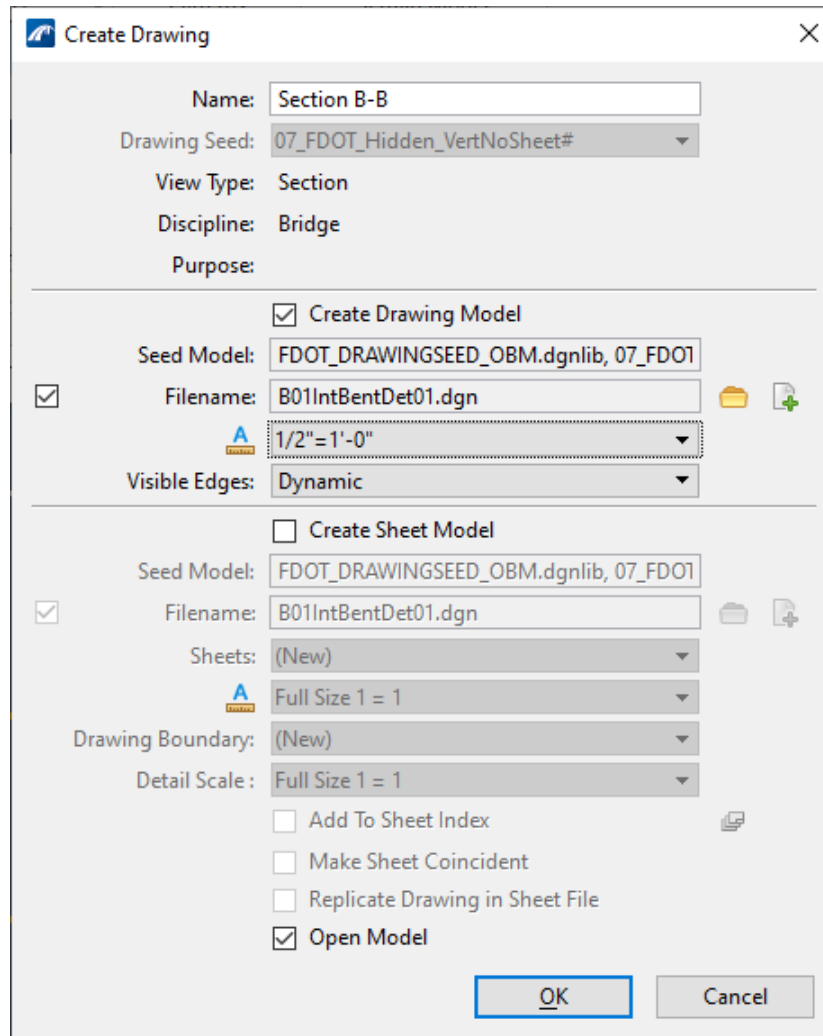 Create Drawing
Name: Section B-B
Drawing Seed: 07_FDOT_Hidden_VertNoSheet#
View Type: Section
Discipline: Bridge
Purpose:
Create Drawing Model
Seed Model: FDOT_DRAWINGSEED_OBM.dgnlib, 07_FDOT
Filename: B01IntBentDet01.dgn
A 1/2"=1'-0"
Visible Edges: Dynamic
Create Sheet Model
Seed Model: FDOT_DRAWINGSEED_OBM.dgnlib, 07_FDOT
Filename: B01IntBentDet01.dgn
Sheets: (New)
A Full Size 1 = 1
Drawing Boundary: (New)
Detail Scale : Full Size 1 = 1
Add To Sheet Index
Make Sheet Coincident
Replicate Drawing in Sheet File
Open Model
OK Cancel